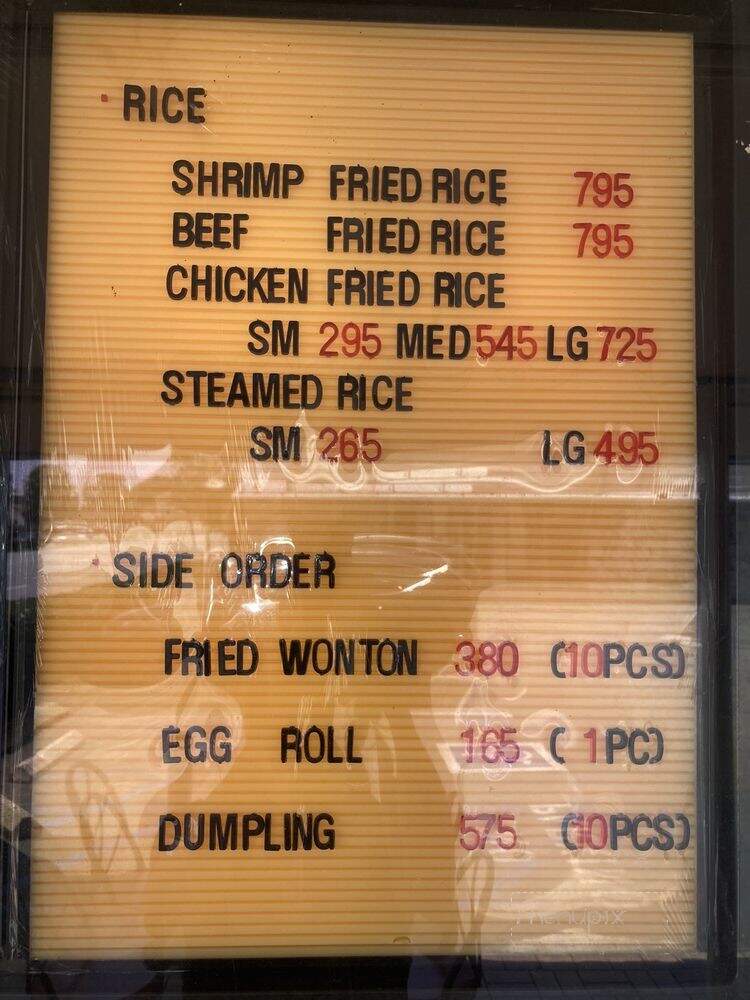 RICE
SHRIMP FRIED RICE 795
BEEF FRIED RICE 795
CHICKEN FRIED RICE
SM 295 MED 545 LG 725
STEAMED RICE
SM 265 LG 495
SIDE ORDER
FRIED WONTON 380 (10PCS)
EGG ROLL 165 ( 1PC)
DUMPLING 575 (10PCS)
menupix